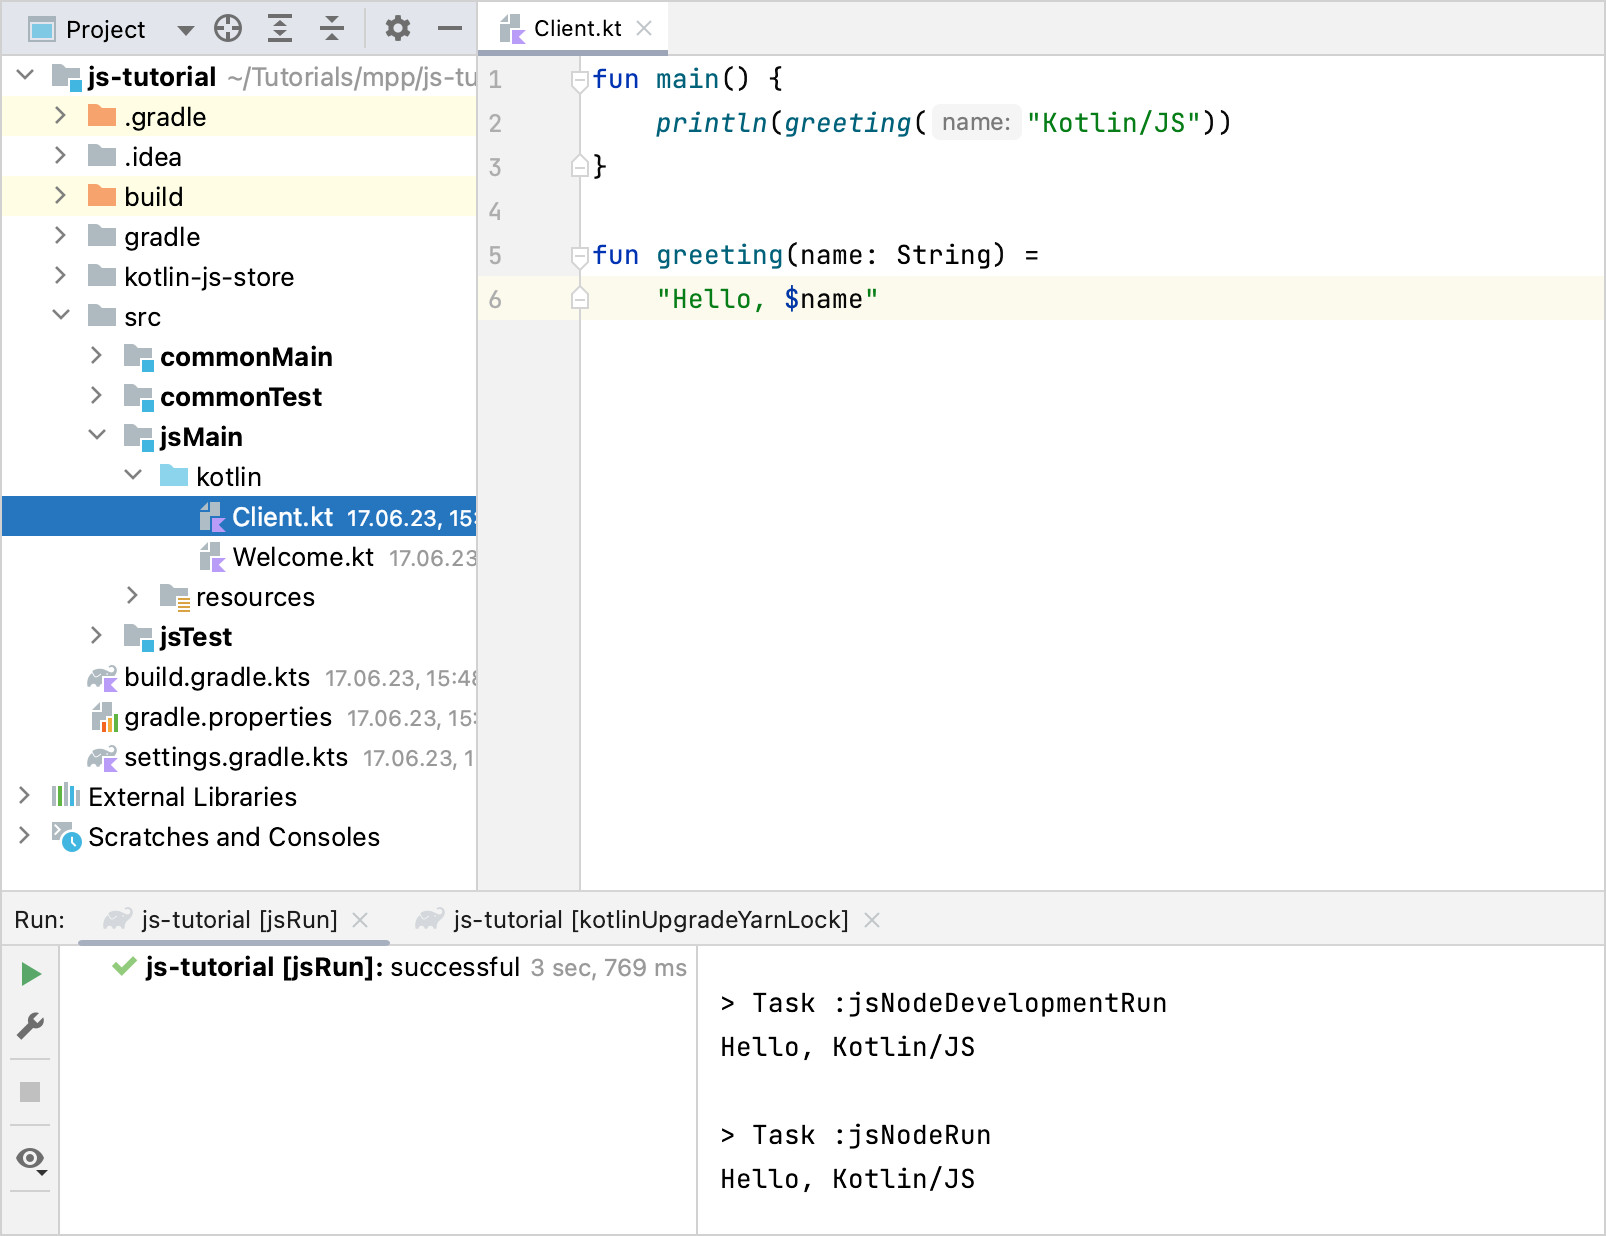 Project
Client.kt
js-tutorial ~/Tutorials/mpp/js-tu
.gradle
.idea
build
gradle
kotlin-js-store
src
commonMain
commonTest
jsMain
kotlin
Client.kt 17.06.23, 15:
Welcome.kt 17.06.23
resources
jsTest
build.gradle.kts 17.06.23, 15:48
gradle.properties 17.06.23, 15:
settings.gradle.kts 17.06.23, 1
External Libraries
Scratches and Consoles
1 fun main() {
2 println(greeting( name: "Kotlin/JS"))
3 }
4
5 fun greeting(name: String) =
6 "Hello, $name"
Run: js-tutorial [jsRun] js-tutorial [kotlinUpgradeYarnLock]
js-tutorial [jsRun]: successful 3 sec, 769 ms
> Task :jsNodeDevelopmentRun
Hello, Kotlin/JS
> Task :jsNodeRun
Hello, Kotlin/JS